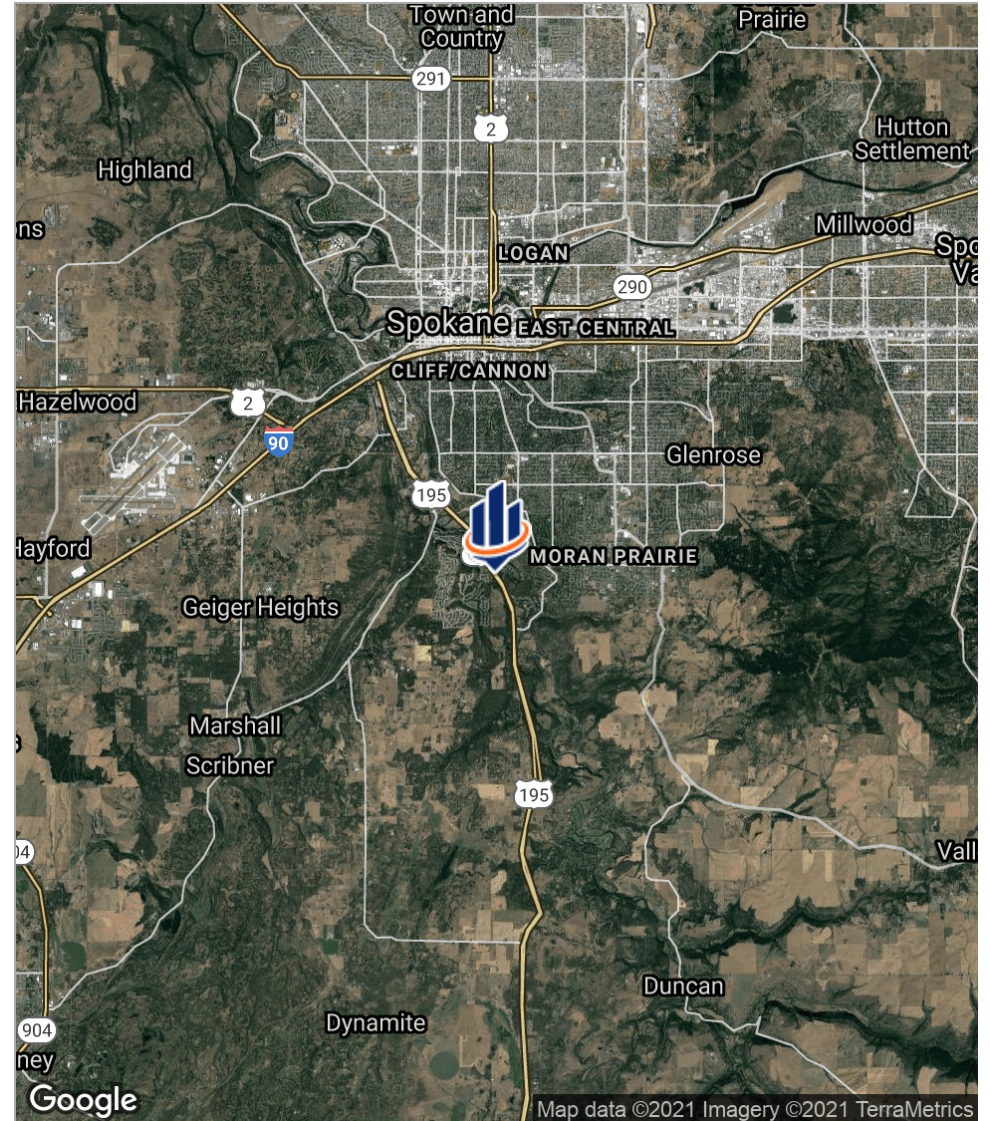 Town and
Country
Prairie
291
2
Hutton
Settlement
Highland
ons
Millwood
LOGAN
Spo
Va
290
Spokane
EAST CENTRAL
CLIFF/CANNON
Hazelwood
2
90
Glenrose
195
Hayford
MORAN PRAIRIE
Geiger Heights
Marshall
Scribner
195
04
Vall
Duncan
Dynamite
904
ney
Google
Map data ©2021 Imagery ©2021 TerraMetrics